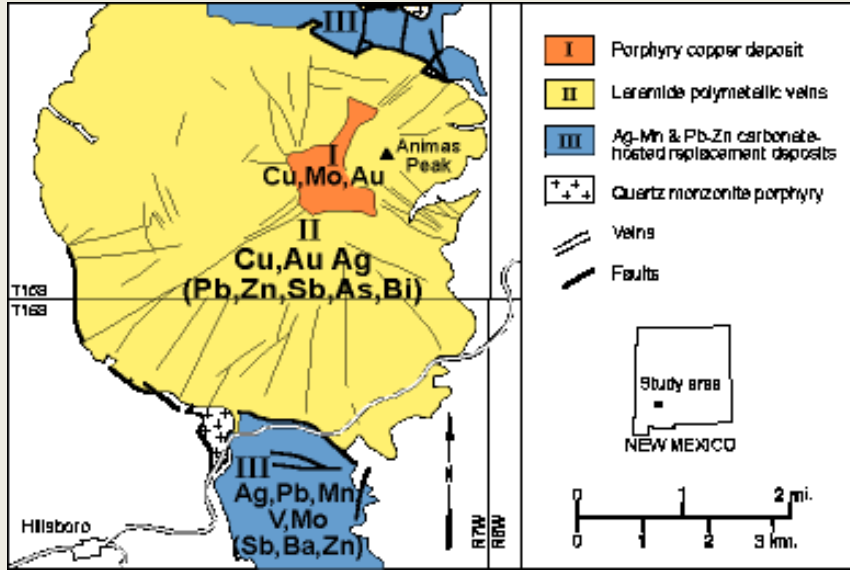 III
I
Cu,Mo,Au
Animas
Peak
II
Cu,Au Ag
(Pb,Zn,Sb,As,Bi)
T15S
T16S
III
Ag,Pb,Mn
V,Mo
(Sb,Ba,Zn)
Hillsboro
N
R7W
R6W
I Porphyry copper deposit
II Laramide polymetallic veins
III Ag-Mn & Pb-Zn carbonate-
hosted replacement deposits
Quartz monzonite porphyry
Veins
Faults
Study area
NEW MEXICO
0 1 2 mi.
0 1 2 3 km.